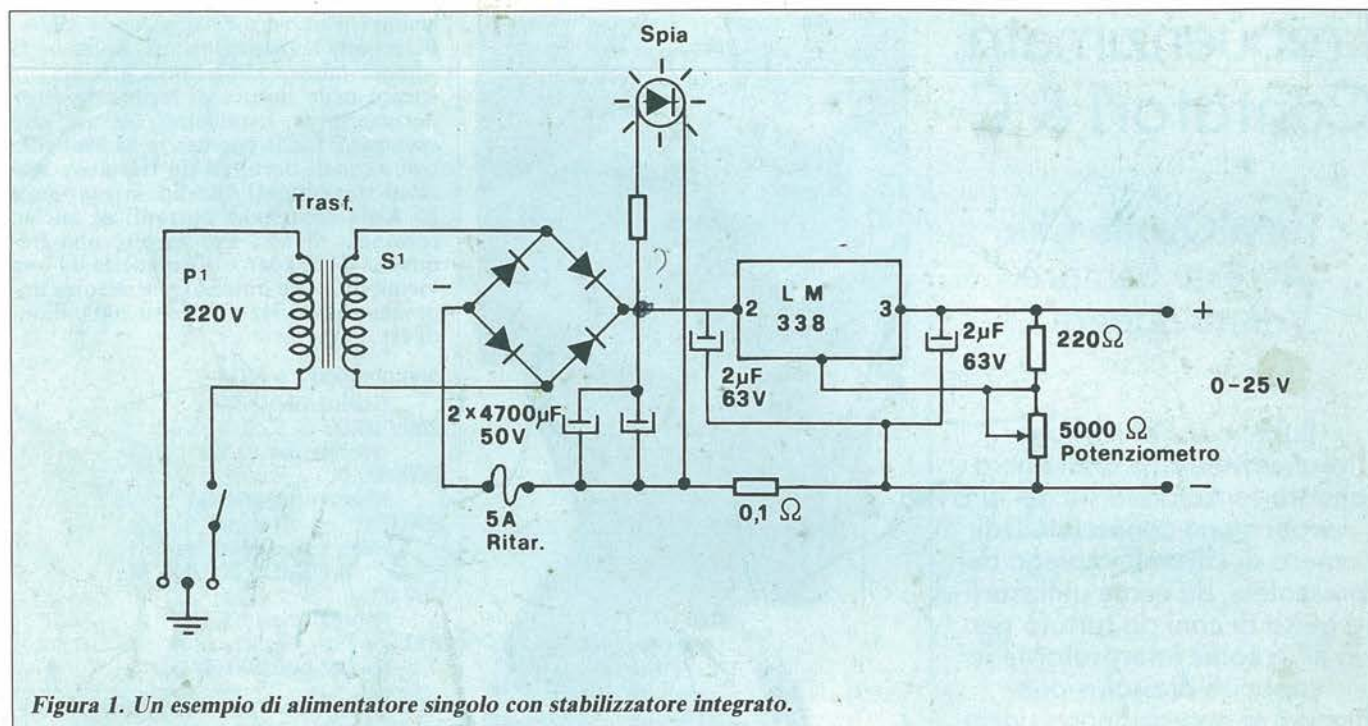 Spia
Trasf.
P¹
220 V
S¹
−
2 × 4700µF
50V
5A
Ritar.
2µF
63V
2
L M
338
3
2µF
63V
0,1 Ω
220Ω
5000 Ω
Potenziometro
+
0-25 V
−
Figura 1. Un esempio di alimentatore singolo con stabilizzatore integrato.